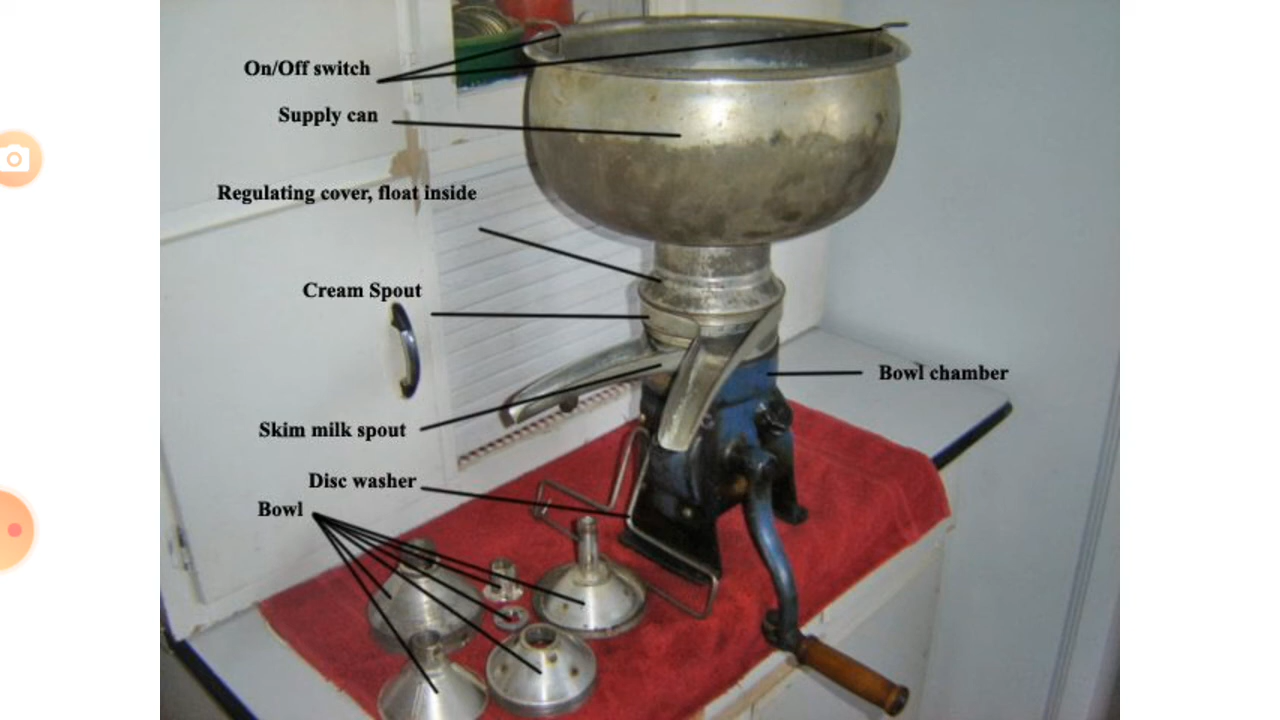 On/Off switch
Supply can
Regulating cover, float inside
Cream Spout
Bowl chamber
Skim milk spout
Disc washer
Bowl